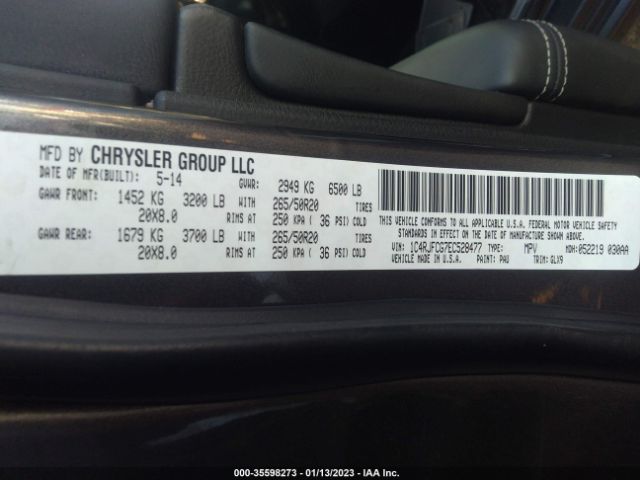 MFD BY CHRYSLER GROUP LLC
DATE OF MFR(BUILT): 5-14 GVWR: 2949 KG 6500 LB
GAWR FRONT: 1452 KG 3200 LB WITH 265/50R20 TIRES
20X8.0 RIMS AT 250 KPA ( 36 PSI) COLD
GAWR REAR: 1679 KG 3700 LB WITH 265/50R20 TIRES
20X8.0 RIMS AT 250 KPA ( 36 PSI) COLD
THIS VEHICLE CONFORMS TO ALL APPLICABLE U.S.A. FEDERAL MOTOR VEHICLE SAFETY
STANDARDS IN EFFECT ON THE DATE OF MANUFACTURE SHOWN ABOVE.
VIN: 1C4RJFCG7EC528477 TYPE: MPV MDH: 052219 030AA
VEHICLE MADE IN U.S.A. PAINT: PAU TRIM: GLX9
000-35598273 - 01/13/2023 - IAA Inc.